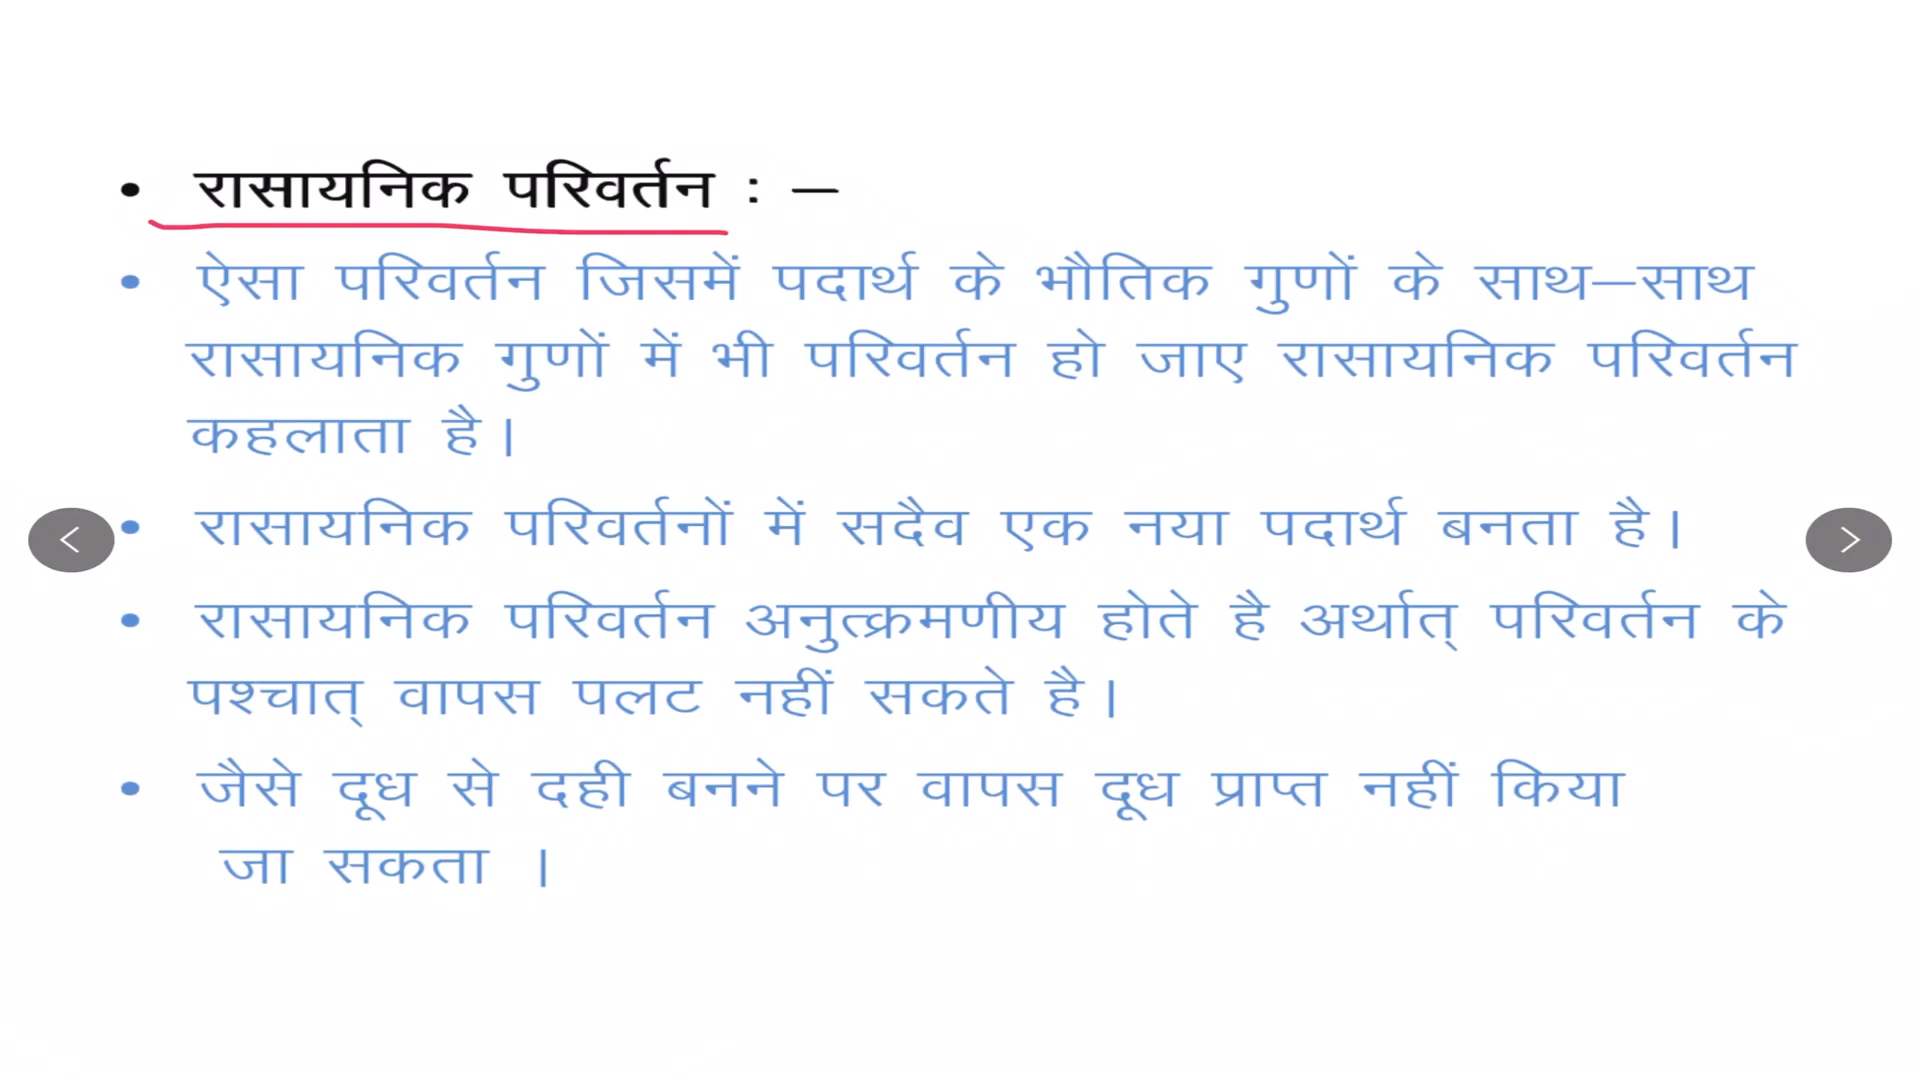 • रासायनिक परिवर्तन : –
• ऐसा परिवर्तन जिसमें पदार्थ के भौतिक गुणों के साथ–साथ
रासायनिक गुणों में भी परिवर्तन हो जाए रासायनिक परिवर्तन
कहलाता है।
• रासायनिक परिवर्तनों में सदैव एक नया पदार्थ बनता है।
• रासायनिक परिवर्तन अनुत्क्रमणीय होते है अर्थात् परिवर्तन के
पश्चात् वापस पलट नहीं सकते है।
• जैसे दूध से दही बनने पर वापस दूध प्राप्त नहीं किया
जा सकता ।